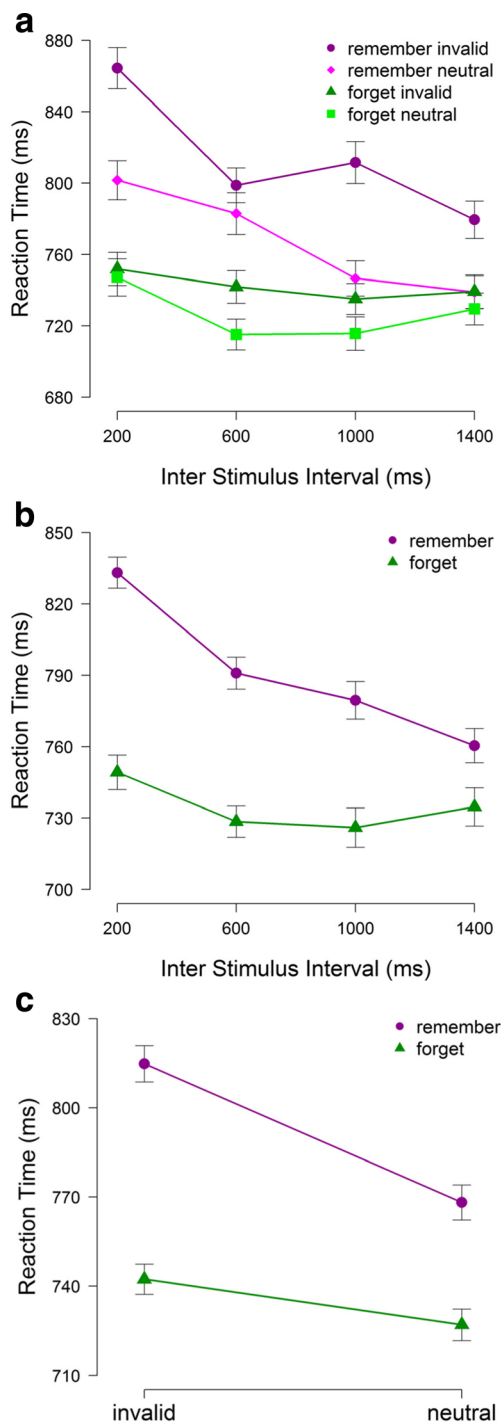 a
880
840
800
760
720
680
Reaction Time (ms)
remember invalid
remember neutral
forget invalid
forget neutral
200 600 1000 1400
Inter Stimulus Interval (ms)
b
850
820
790
760
730
700
Reaction Time (ms)
remember
forget
200 600 1000 1400
Inter Stimulus Interval (ms)
c
830
800
770
740
710
Reaction Time (ms)
remember
forget
invalid neutral